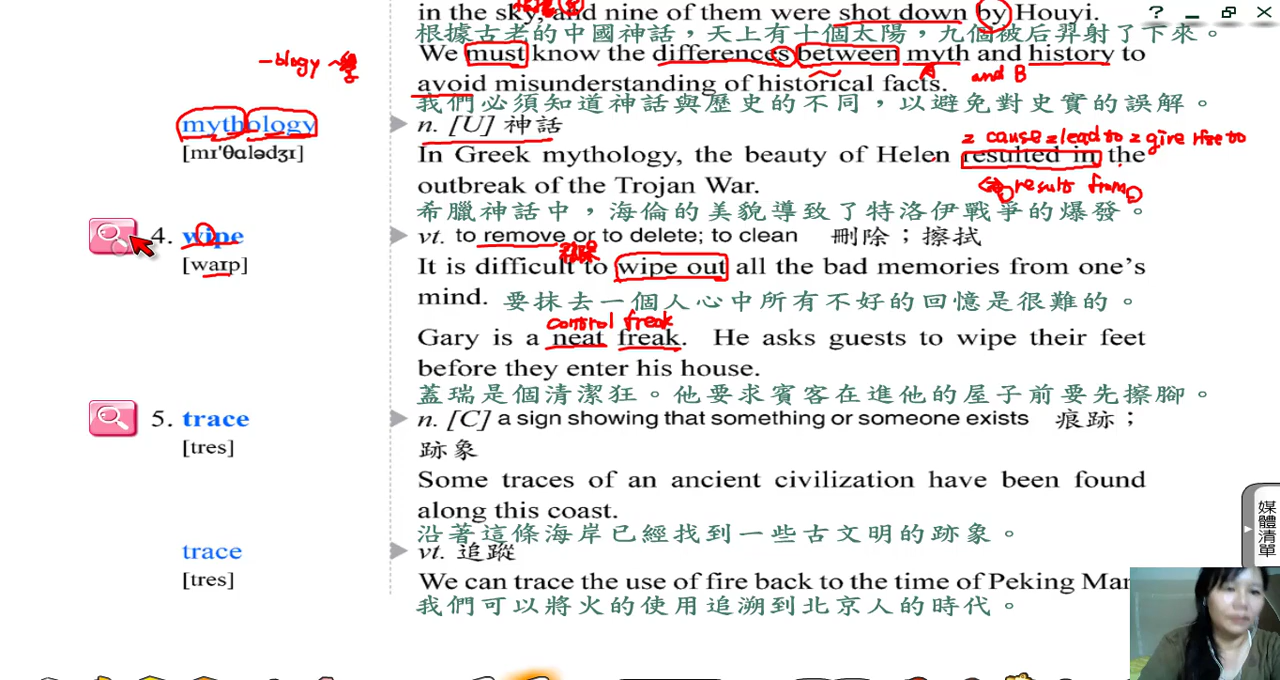 in the sky, and nine of them were shot down by Houyi.
根據古老的中國神話，天上有十個太陽，九個被后羿射了下來。
We must know the differences between myth and history to
-ology ~學
A and B
avoid misunderstanding of historical facts.
我們必須知道神話與歷史的不同，以避免對史實的誤解。
mythology
n. [U] 神話
= cause = lead to = give rise to
[mɪˋθɑlədʒɪ]
In Greek mythology, the beauty of Helen resulted in the
outbreak of the Trojan War.
⇔ result from
希臘神話中，海倫的美貌導致了特洛伊戰爭的爆發。
4. wipe
vt. to remove or to delete; to clean 刪除；擦拭
移除
[waɪp]
It is difficult to wipe out all the bad memories from one's
mind. 要抹去一個人心中所有不好的回憶是很難的。
control freak
Gary is a neat freak. He asks guests to wipe their feet
before they enter his house.
蓋瑞是個清潔狂。他要求賓客在進他的屋子前要先擦腳。
5. trace
n. [C] a sign showing that something or someone exists 痕跡；
[tres]
跡象
Some traces of an ancient civilization have been found
along this coast.
沿著這條海岸已經找到一些古文明的跡象。
trace
vt. 追蹤
[tres]
We can trace the use of fire back to the time of Peking Man
我們可以將火的使用追溯到北京人的時代。
媒體清單